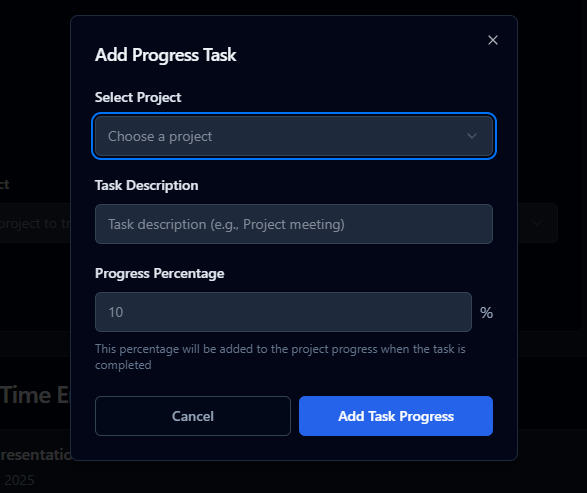 Add Progress Task
Select Project
ct
Choose a project
project to tr
Task Description
Task description (e.g., Project meeting)
Progress Percentage
10
%
This percentage will be added to the project progress when the task is
completed
Time E
Cancel
Add Task Progress
resentatio
2025